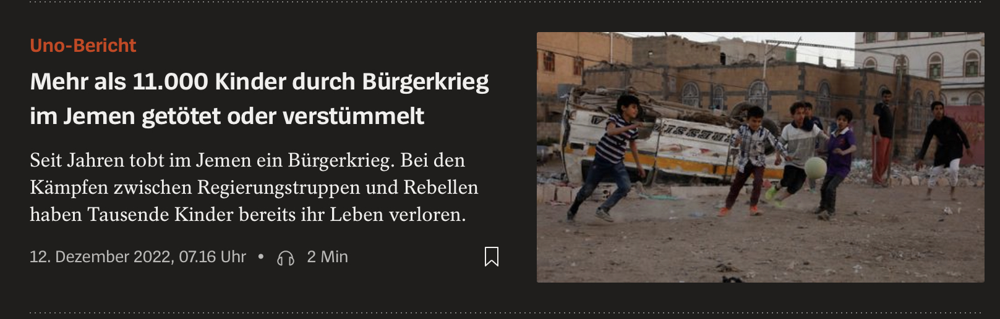 Uno-Bericht
Mehr als 11.000 Kinder durch Bürgerkrieg
im Jemen getötet oder verstümmelt
Seit Jahren tobt im Jemen ein Bürgerkrieg. Bei den
Kämpfen zwischen Regierungstruppen und Rebellen
haben Tausende Kinder bereits ihr Leben verloren.
12. Dezember 2022, 07.16 Uhr • 2 Min